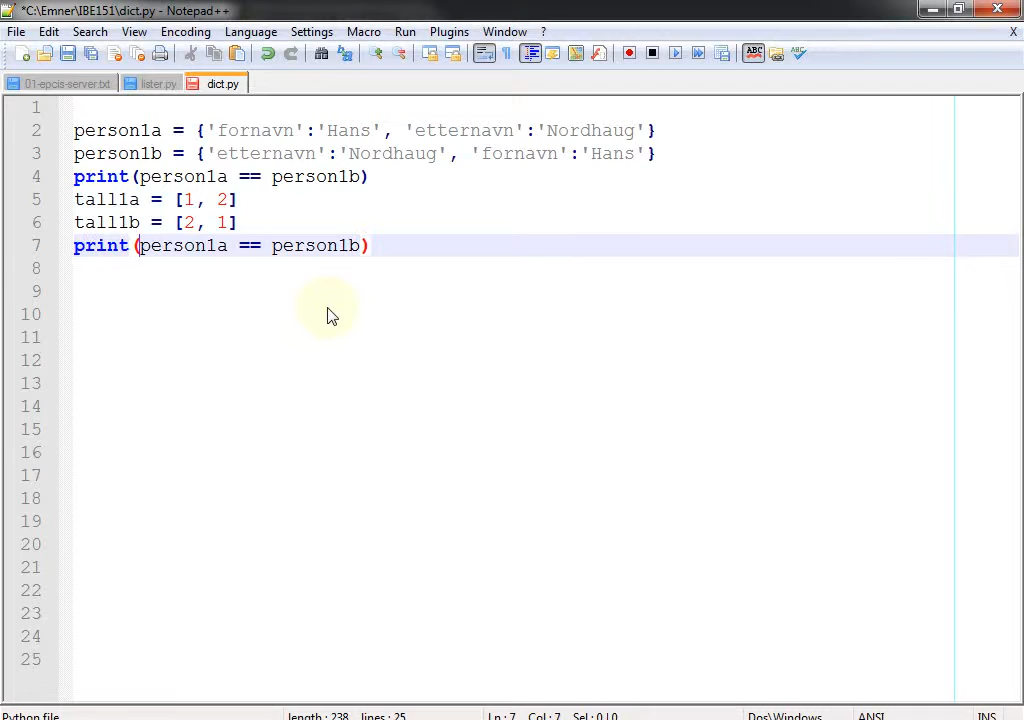 *C:\Emner\IBE151\dict.py - Notepad++
File Edit Search View Encoding Language Settings Macro Run Plugins Window ? X
01-epcis-server.txt lister.py dict.py
1
2 person1a = {'fornavn':'Hans', 'etternavn':'Nordhaug'}
3 person1b = {'etternavn':'Nordhaug', 'fornavn':'Hans'}
4 print(person1a == person1b)
5 tall1a = [1, 2]
6 tall1b = [2, 1]
7 print(person1a == person1b)
8
9
10
11
12
13
14
15
16
17
18
19
20
21
22
23
24
25
Python file length : 238 lines : 25 Ln : 7 Col : 7 Sel : 0 | 0 Dos\Windows ANSI INS